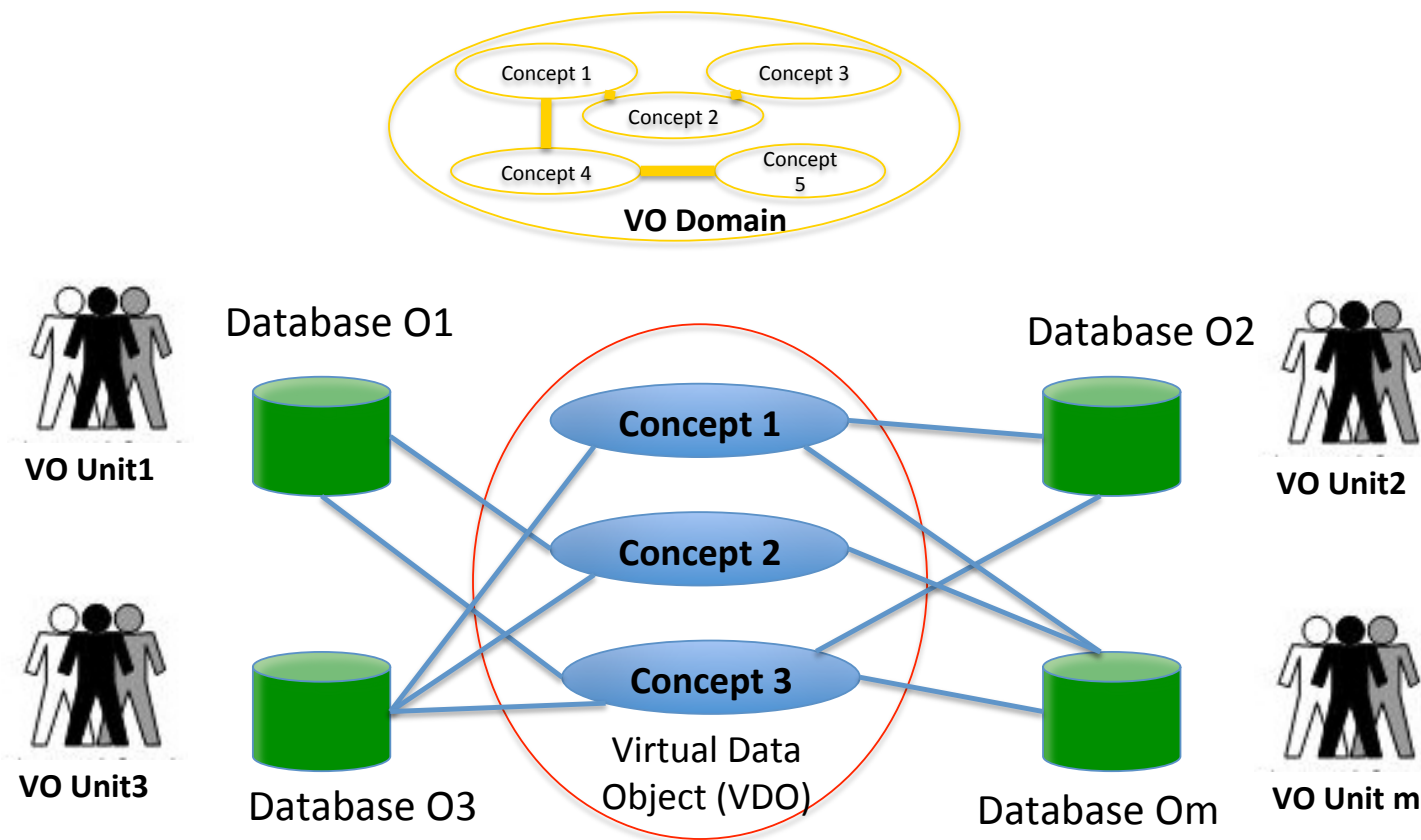 Concept 1
Concept 3
Concept 2
Concept 4
Concept
5
VO Domain
Database O1
Database O2
VO Unit1
VO Unit2
Concept 1
Concept 2
Concept 3
Virtual Data
Object (VDO)
VO Unit3
Database O3
Database Om
VO Unit m